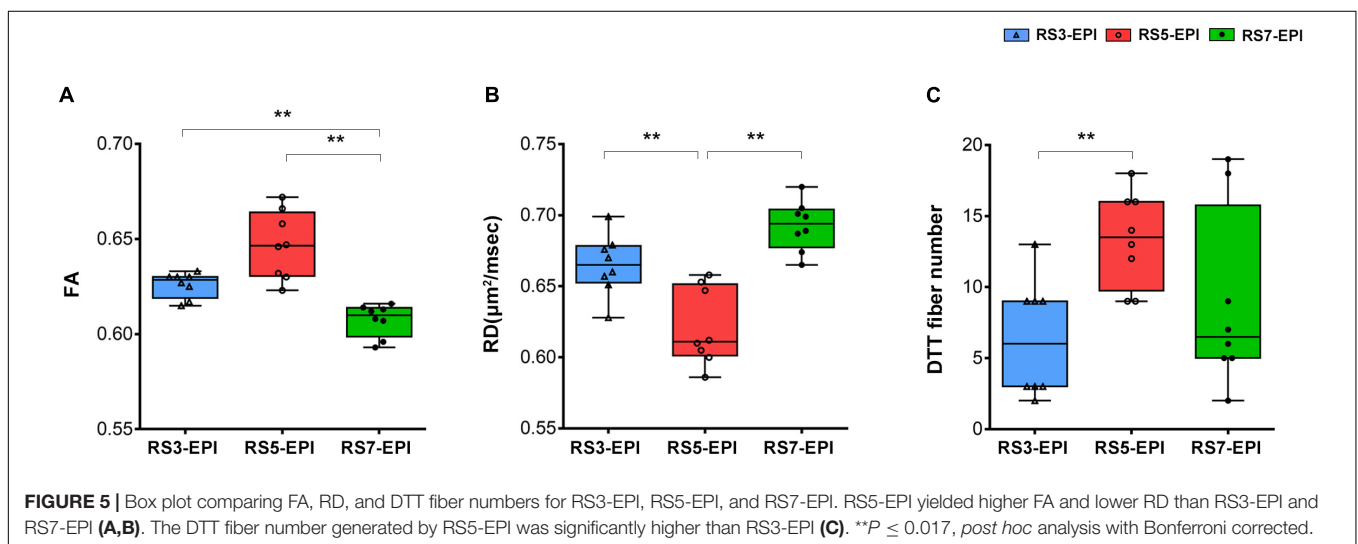 RS3-EPI RS5-EPI RS7-EPI
A
**
**
FA
0.70
0.65
0.60
0.55
RS3-EPI RS5-EPI RS7-EPI
B
** **
RD(µm²/msec)
0.75
0.70
0.65
0.60
0.55
RS3-EPI RS5-EPI RS7-EPI
C
**
DTT fiber number
20
15
10
5
0
RS3-EPI RS5-EPI RS7-EPI
FIGURE 5 | Box plot comparing FA, RD, and DTT fiber numbers for RS3-EPI, RS5-EPI, and RS7-EPI. RS5-EPI yielded higher FA and lower RD than RS3-EPI and
RS7-EPI (A,B). The DTT fiber number generated by RS5-EPI was significantly higher than RS3-EPI (C). **P ≤ 0.017, post hoc analysis with Bonferroni corrected.